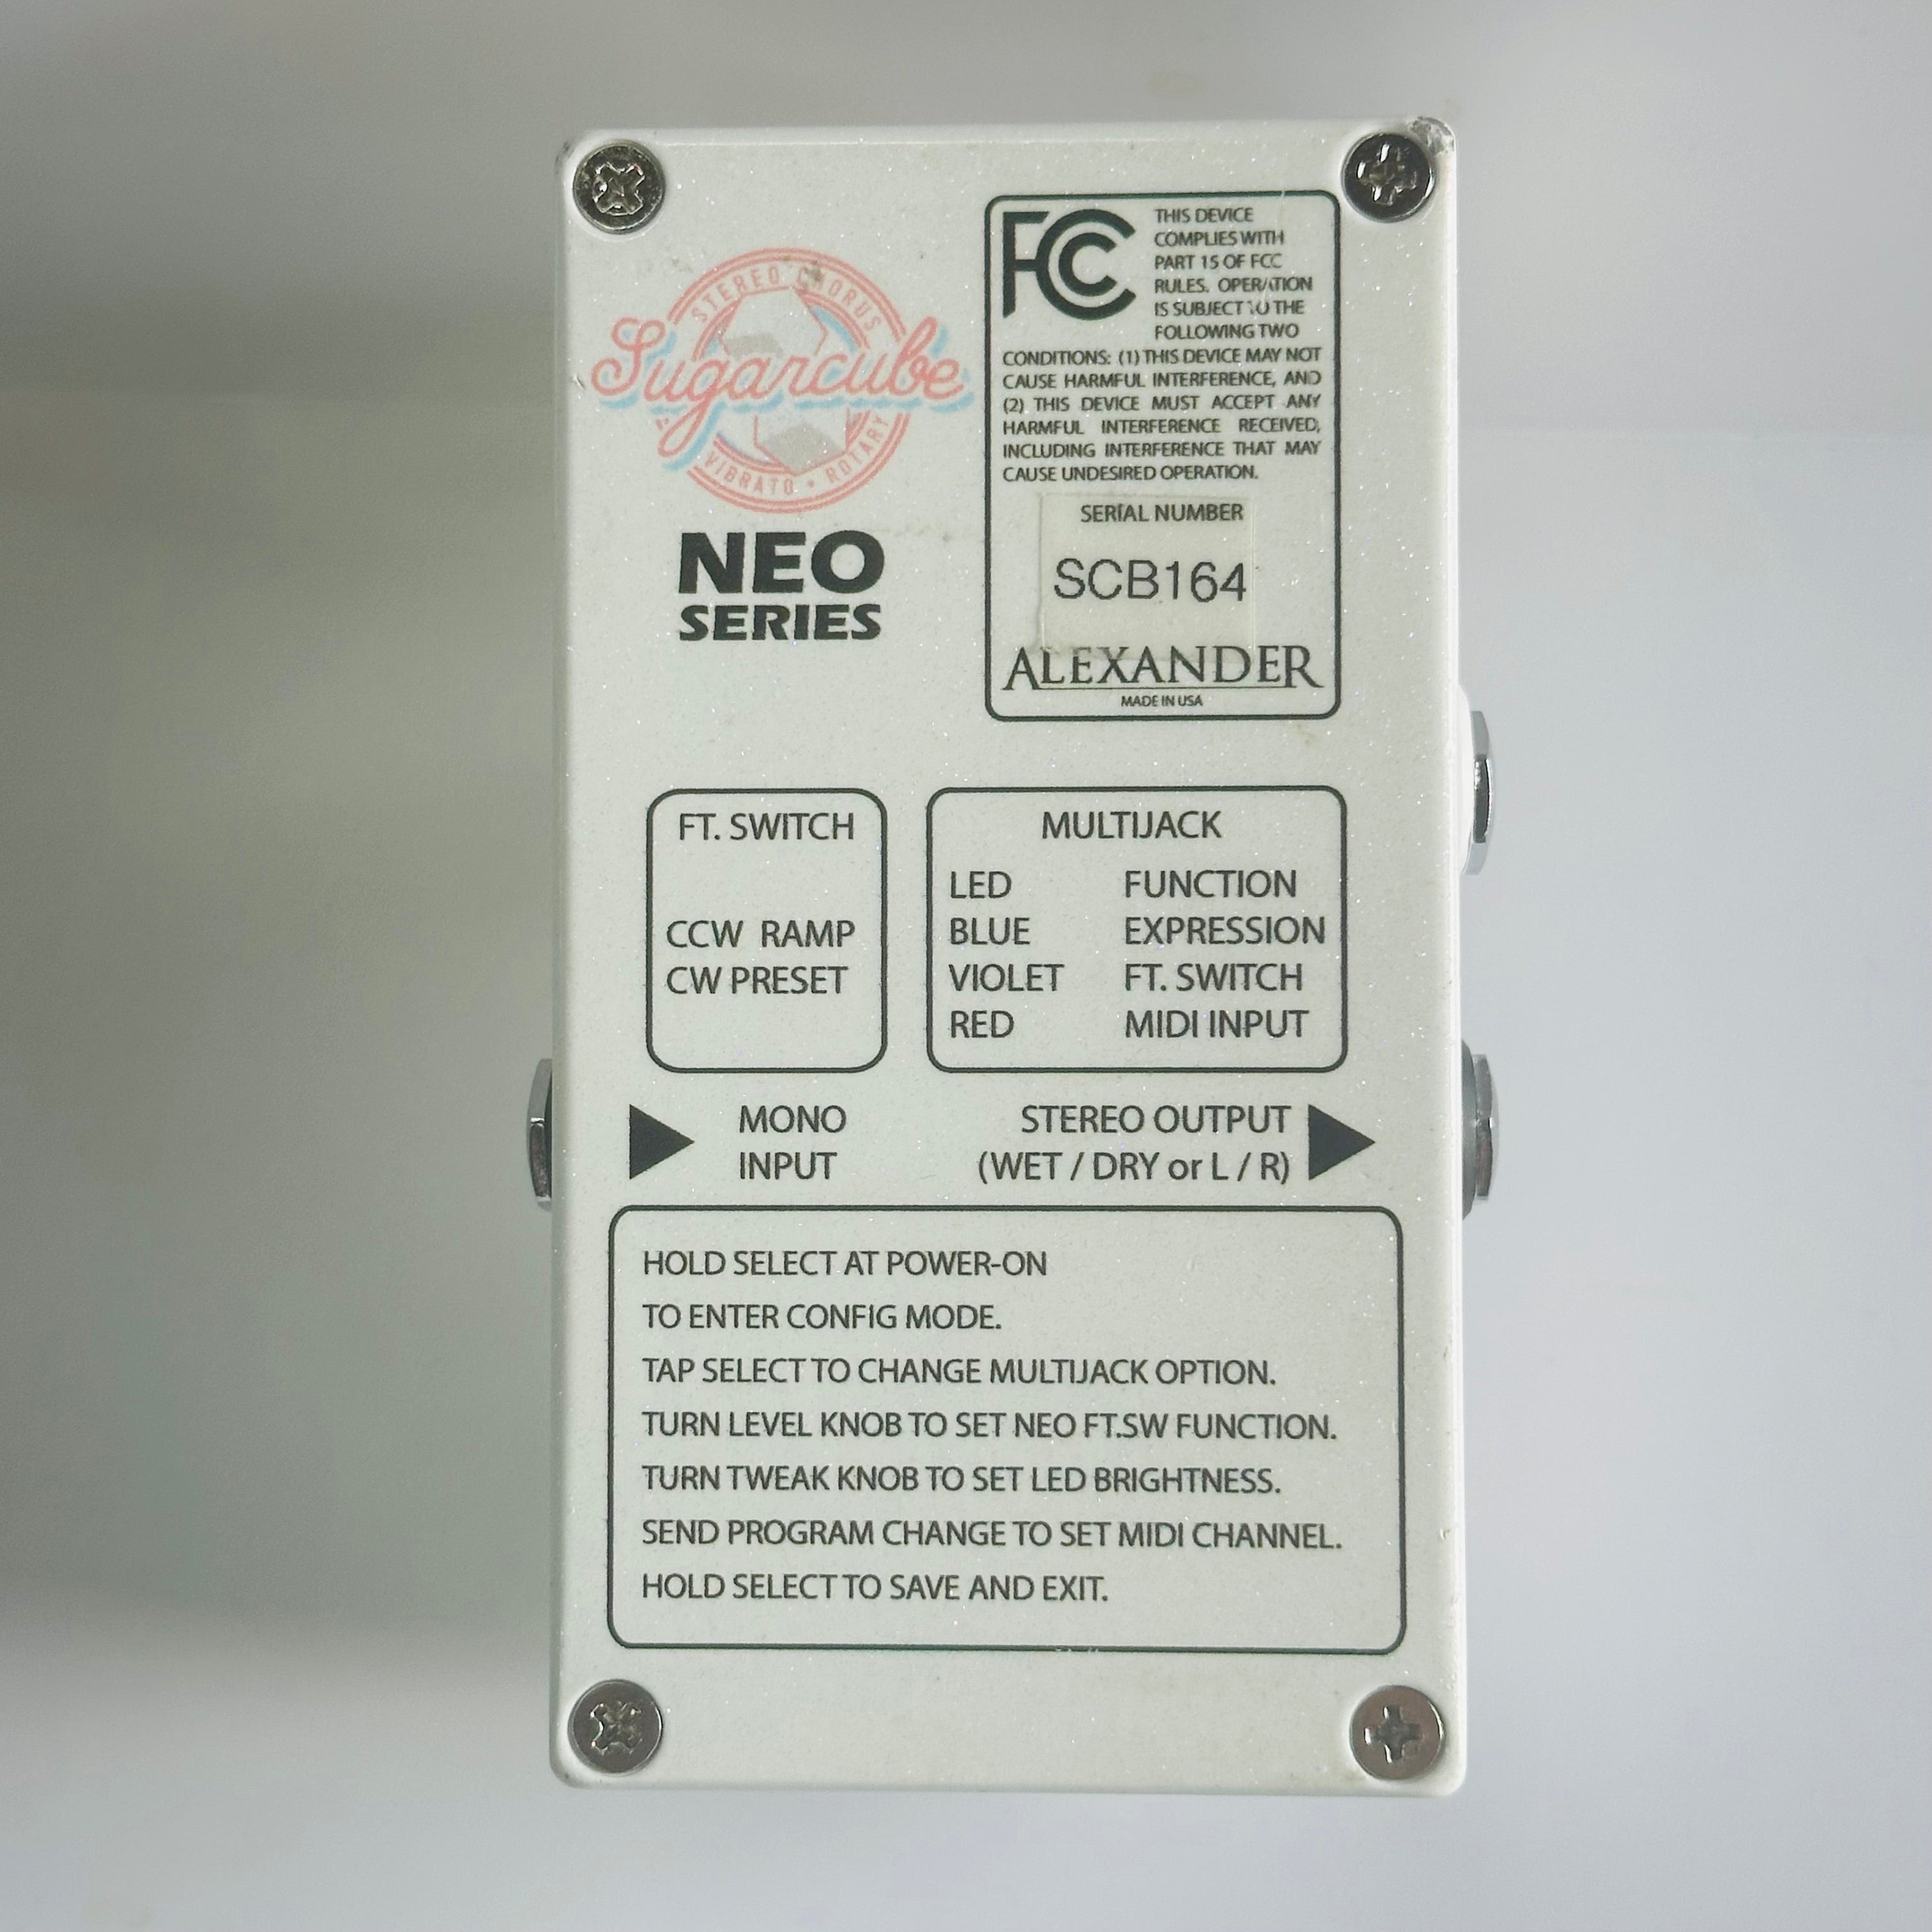 STEREO CHORUS
Sugarcube
VIBRATO • ROTARY
NEO
SERIES
FC
THIS DEVICE
COMPLIES WITH
PART 15 OF FCC
RULES. OPERATION
IS SUBJECT TO THE
FOLLOWING TWO
CONDITIONS: (1) THIS DEVICE MAY NOT
CAUSE HARMFUL INTERFERENCE, AND
(2) THIS DEVICE MUST ACCEPT ANY
HARMFUL INTERFERENCE RECEIVED,
INCLUDING INTERFERENCE THAT MAY
CAUSE UNDESIRED OPERATION.
SERIAL NUMBER
SCB164
ALEXANDER
MADE IN USA
FT. SWITCH
CCW RAMP
CW PRESET
MULTIJACK
LED FUNCTION
BLUE EXPRESSION
VIOLET FT. SWITCH
RED MIDI INPUT
MONO
INPUT
STEREO OUTPUT
(WET / DRY or L / R)
HOLD SELECT AT POWER-ON
TO ENTER CONFIG MODE.
TAP SELECT TO CHANGE MULTIJACK OPTION.
TURN LEVEL KNOB TO SET NEO FT.SW FUNCTION.
TURN TWEAK KNOB TO SET LED BRIGHTNESS.
SEND PROGRAM CHANGE TO SET MIDI CHANNEL.
HOLD SELECT TO SAVE AND EXIT.